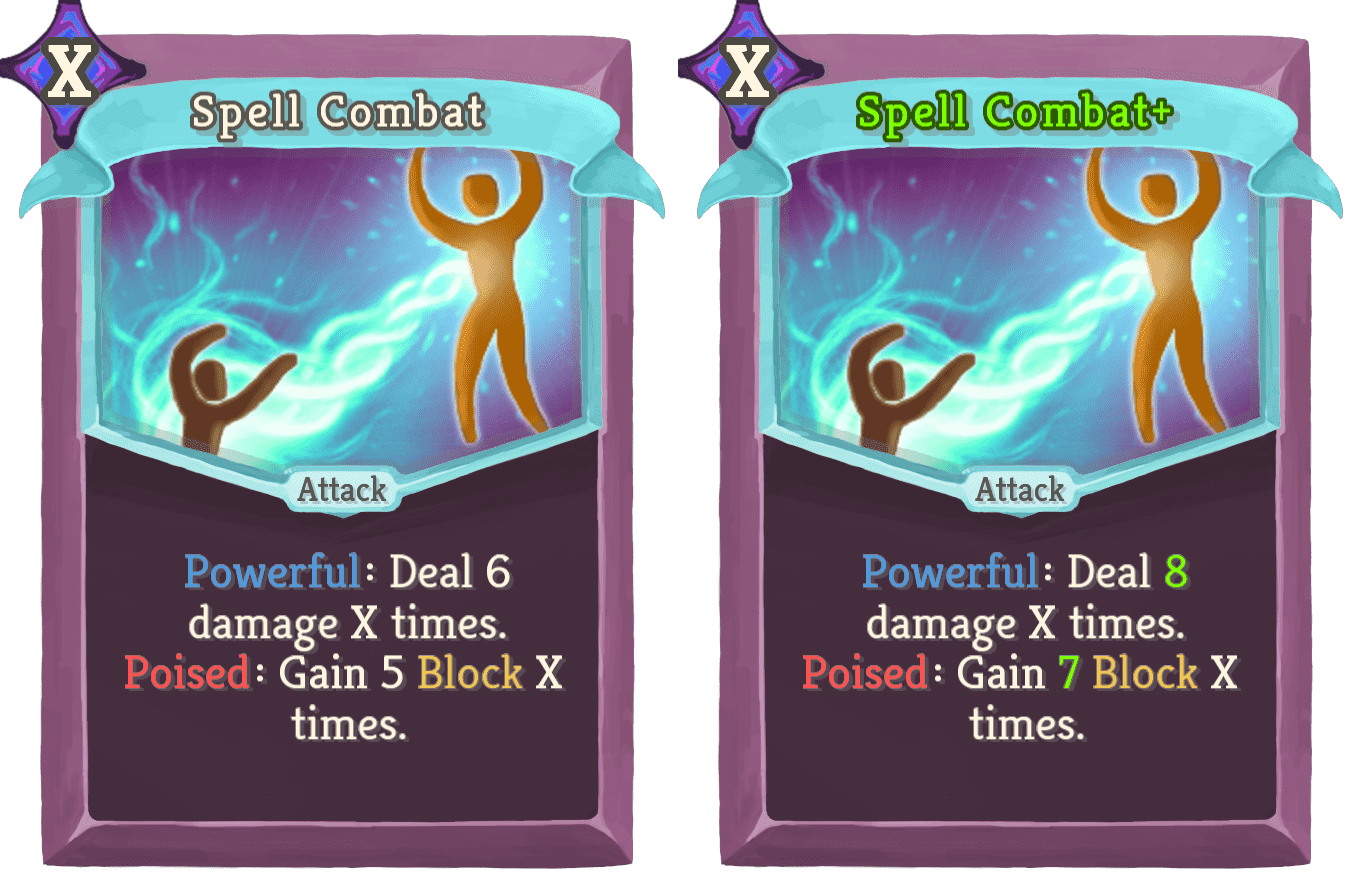 X
Spell Combat
Attack
Powerful: Deal 6
damage X times.
Poised: Gain 5 Block X
times.
X
Spell Combat+
Attack
Powerful: Deal 8
damage X times.
Poised: Gain 7 Block X
times.